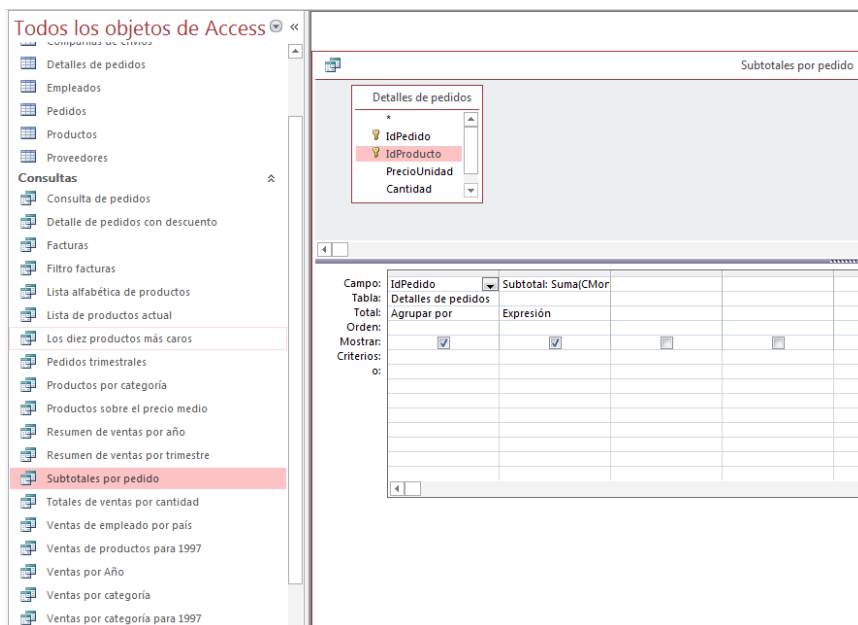 Todos los objetos de Access «
Compañías de envíos
Detalles de pedidos
Empleados
Pedidos
Productos
Proveedores
Consultas
Consulta de pedidos
Detalle de pedidos con descuento
Facturas
Filtro facturas
Lista alfabética de productos
Lista de productos actual
Los diez productos más caros
Pedidos trimestrales
Productos por categoría
Productos sobre el precio medio
Resumen de ventas por año
Resumen de ventas por trimestre
Subtotales por pedido
Totales de ventas por cantidad
Ventas de empleado por país
Ventas de productos para 1997
Ventas por Año
Ventas por categoría
Ventas por categoría para 1997
Subtotales por pedido
Detalles de pedidos
*
IdPedido
IdProducto
PrecioUnidad
Cantidad
Campo: IdPedido Subtotal: Suma(CMor
Tabla: Detalles de pedidos
Total: Agrupar por Expresión
Orden:
Mostrar:
Criterios:
o: